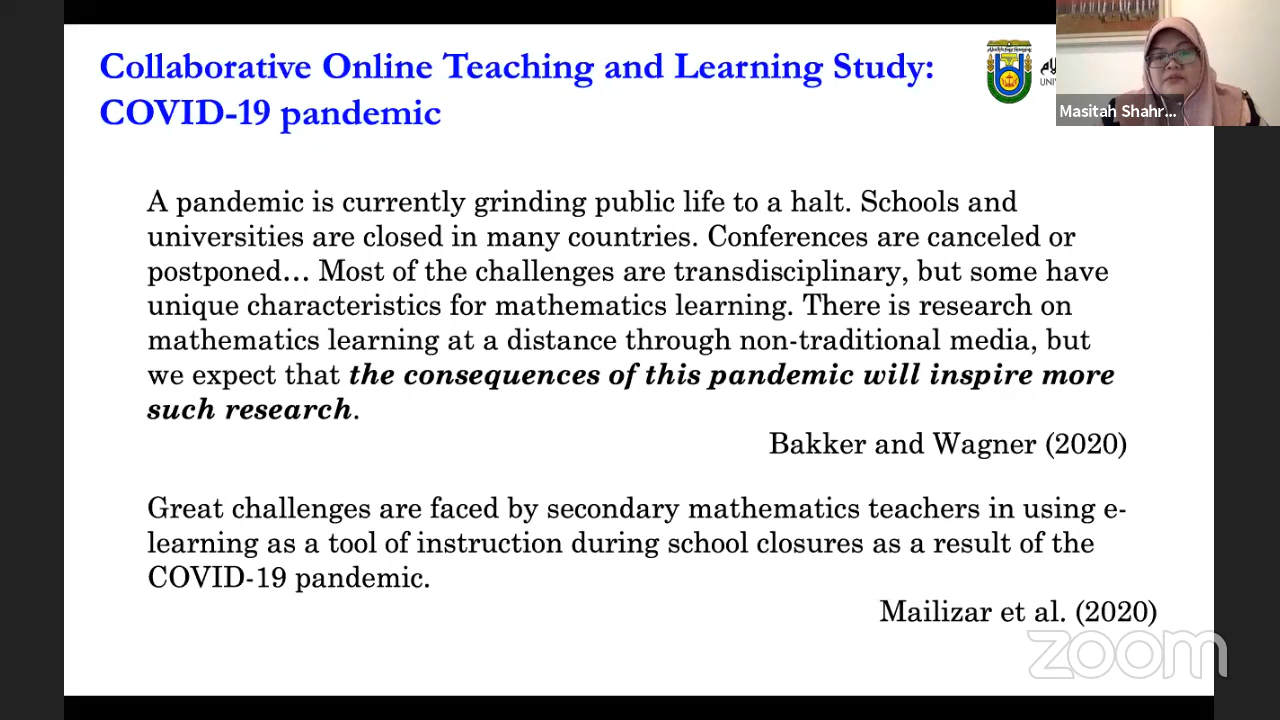 Collaborative Online Teaching and Learning Study:
COVID-19 pandemic
UNI
Masitah Shahr...
A pandemic is currently grinding public life to a halt. Schools and
universities are closed in many countries. Conferences are canceled or
postponed… Most of the challenges are transdisciplinary, but some have
unique characteristics for mathematics learning. There is research on
mathematics learning at a distance through non-traditional media, but
we expect that the consequences of this pandemic will inspire more
such research.
Bakker and Wagner (2020)
Great challenges are faced by secondary mathematics teachers in using e-
learning as a tool of instruction during school closures as a result of the
COVID-19 pandemic.
Mailizar et al. (2020)
zoom